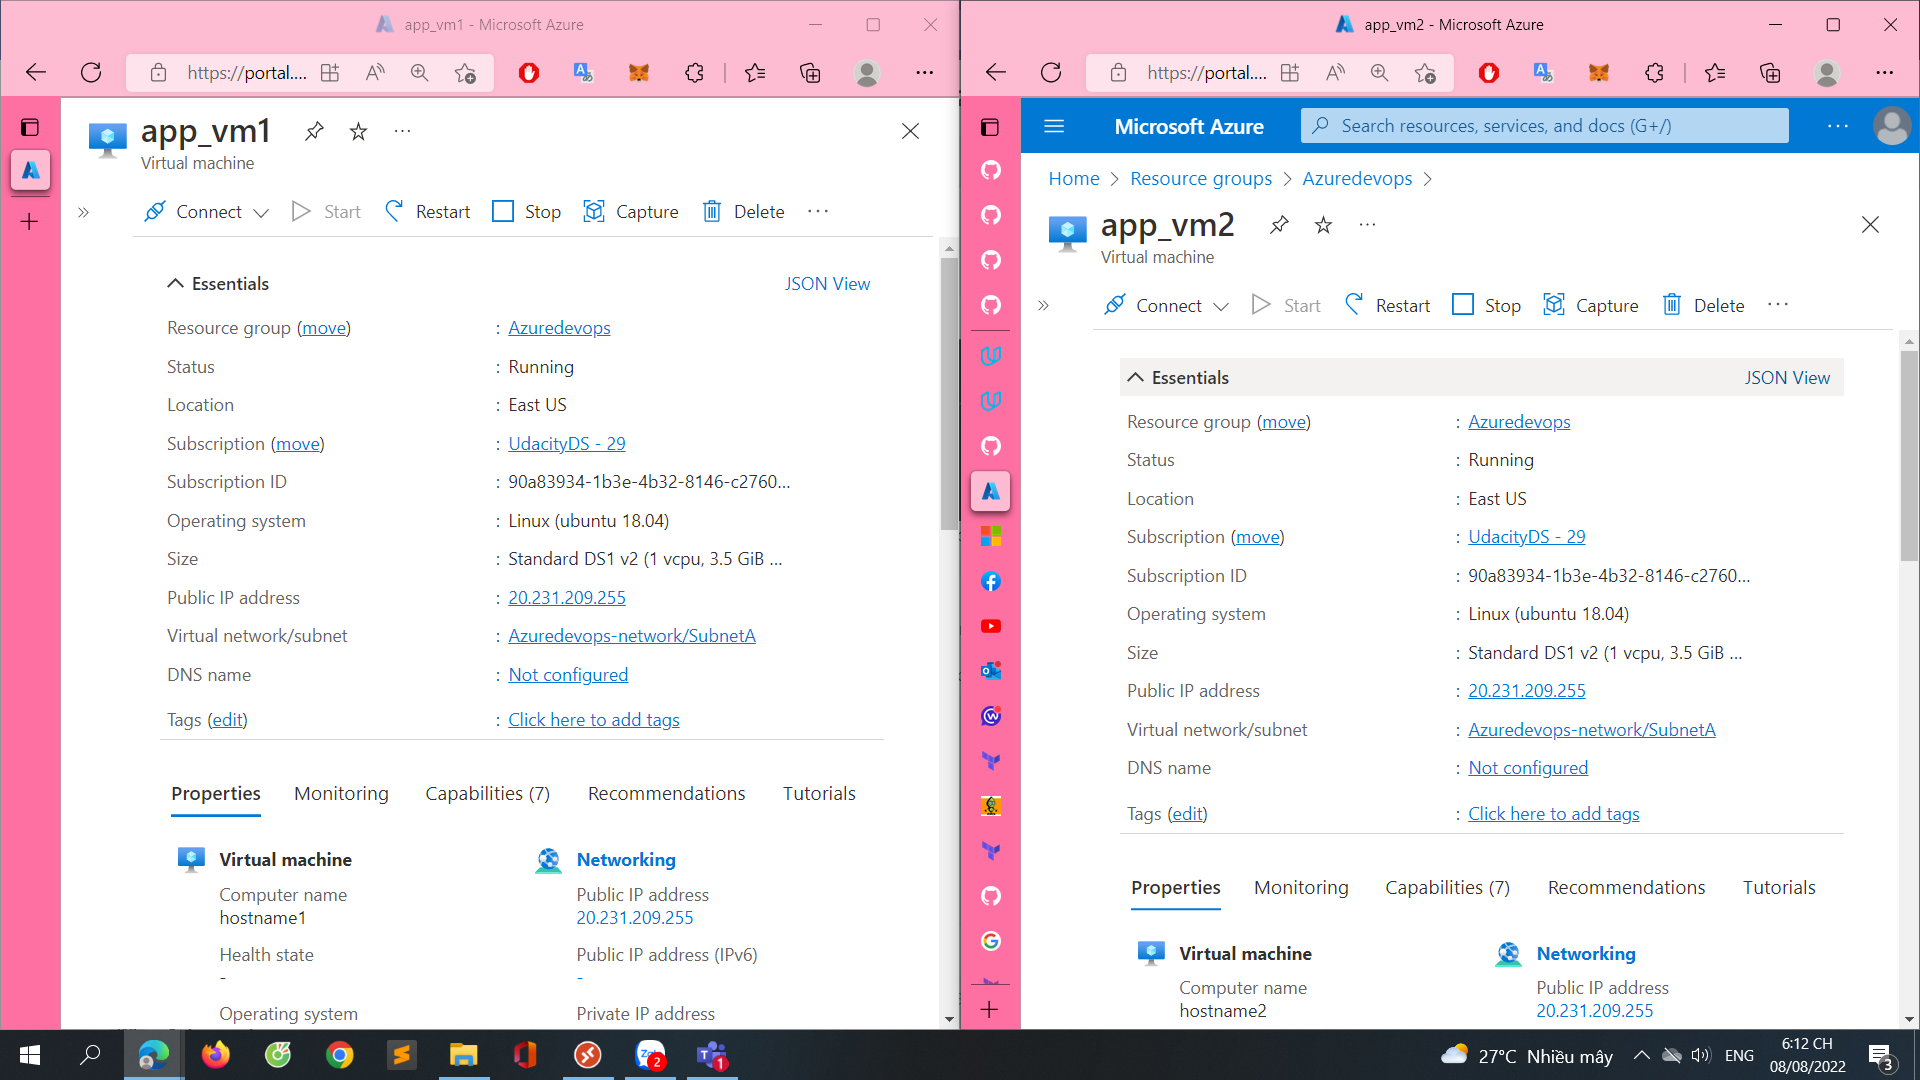 app_vm1 - Microsoft Azure
https://portal....
app_vm1
Virtual machine
Connect Start Restart Stop Capture Delete
Essentials JSON View
Resource group (move) : Azuredevops
Status : Running
Location : East US
Subscription (move) : UdacityDS - 29
Subscription ID : 90a83934-1b3e-4b32-8146-c2760...
Operating system : Linux (ubuntu 18.04)
Size : Standard DS1 v2 (1 vcpu, 3.5 GiB ...
Public IP address : 20.231.209.255
Virtual network/subnet : Azuredevops-network/SubnetA
DNS name : Not configured
Tags (edit) : Click here to add tags
Properties Monitoring Capabilities (7) Recommendations Tutorials
Virtual machine
Computer name
hostname1
Health state
-
Operating system
Networking
Public IP address
20.231.209.255
Public IP address (IPv6)
-
Private IP address
app_vm2 - Microsoft Azure
https://portal....
Microsoft Azure
Search resources, services, and docs (G+/)
Home > Resource groups > Azuredevops >
app_vm2
Virtual machine
Connect Start Restart Stop Capture Delete
Essentials JSON View
Resource group (move) : Azuredevops
Status : Running
Location : East US
Subscription (move) : UdacityDS - 29
Subscription ID : 90a83934-1b3e-4b32-8146-c2760...
Operating system : Linux (ubuntu 18.04)
Size : Standard DS1 v2 (1 vcpu, 3.5 GiB ...
Public IP address : 20.231.209.255
Virtual network/subnet : Azuredevops-network/SubnetA
DNS name : Not configured
Tags (edit) : Click here to add tags
Properties Monitoring Capabilities (7) Recommendations Tutorials
Virtual machine
Computer name
hostname2
Networking
Public IP address
20.231.209.255
2
1
27°C Nhiều mây
ENG
6:12 CH
08/08/2022
3